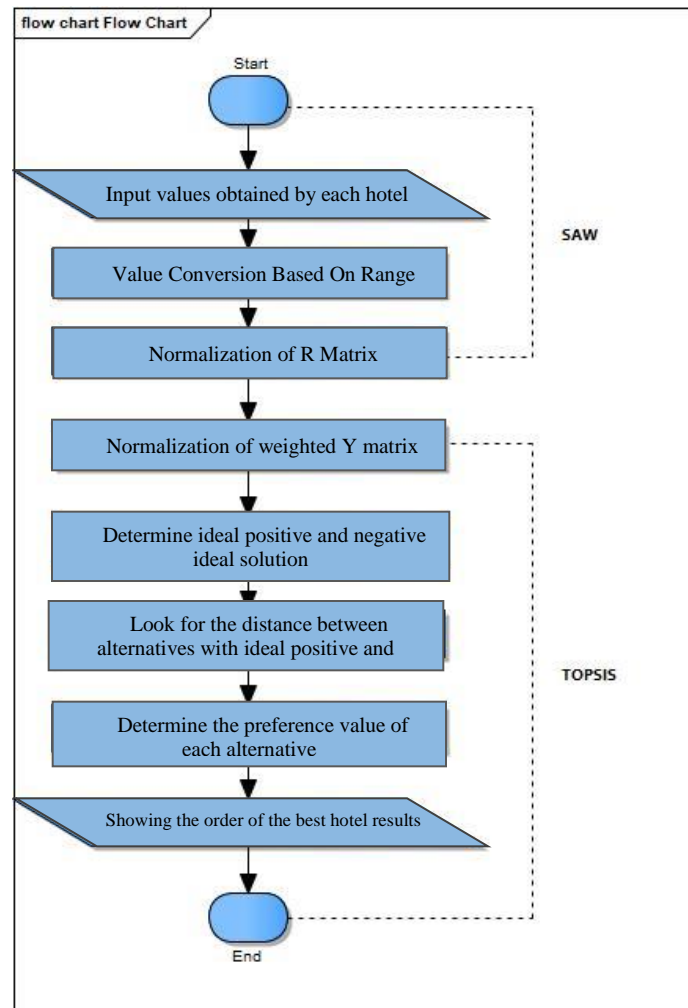 flow chart Flow Chart
Start
Input values obtained by each hotel
SAW
Value Conversion Based On Range
Normalization of R Matrix
Normalization of weighted Y matrix
Determine ideal positive and negative
ideal solution
Look for the distance between
alternatives with ideal positive and
TOPSIS
Determine the preference value of
each alternative
Showing the order of the best hotel results
End